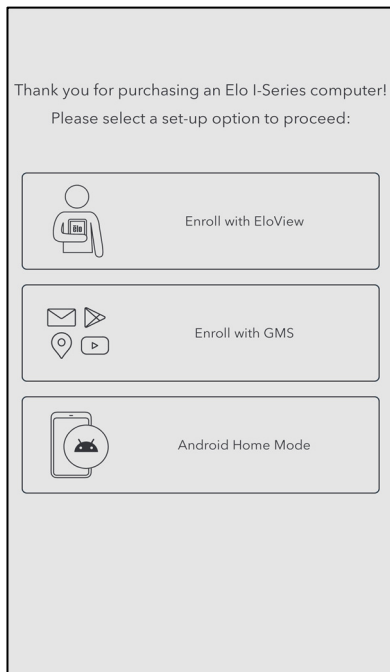 Thank you for purchasing an Elo I-Series computer!
Please select a set-up option to proceed:
Elo
Enroll with EloView
Enroll with GMS
Android Home Mode